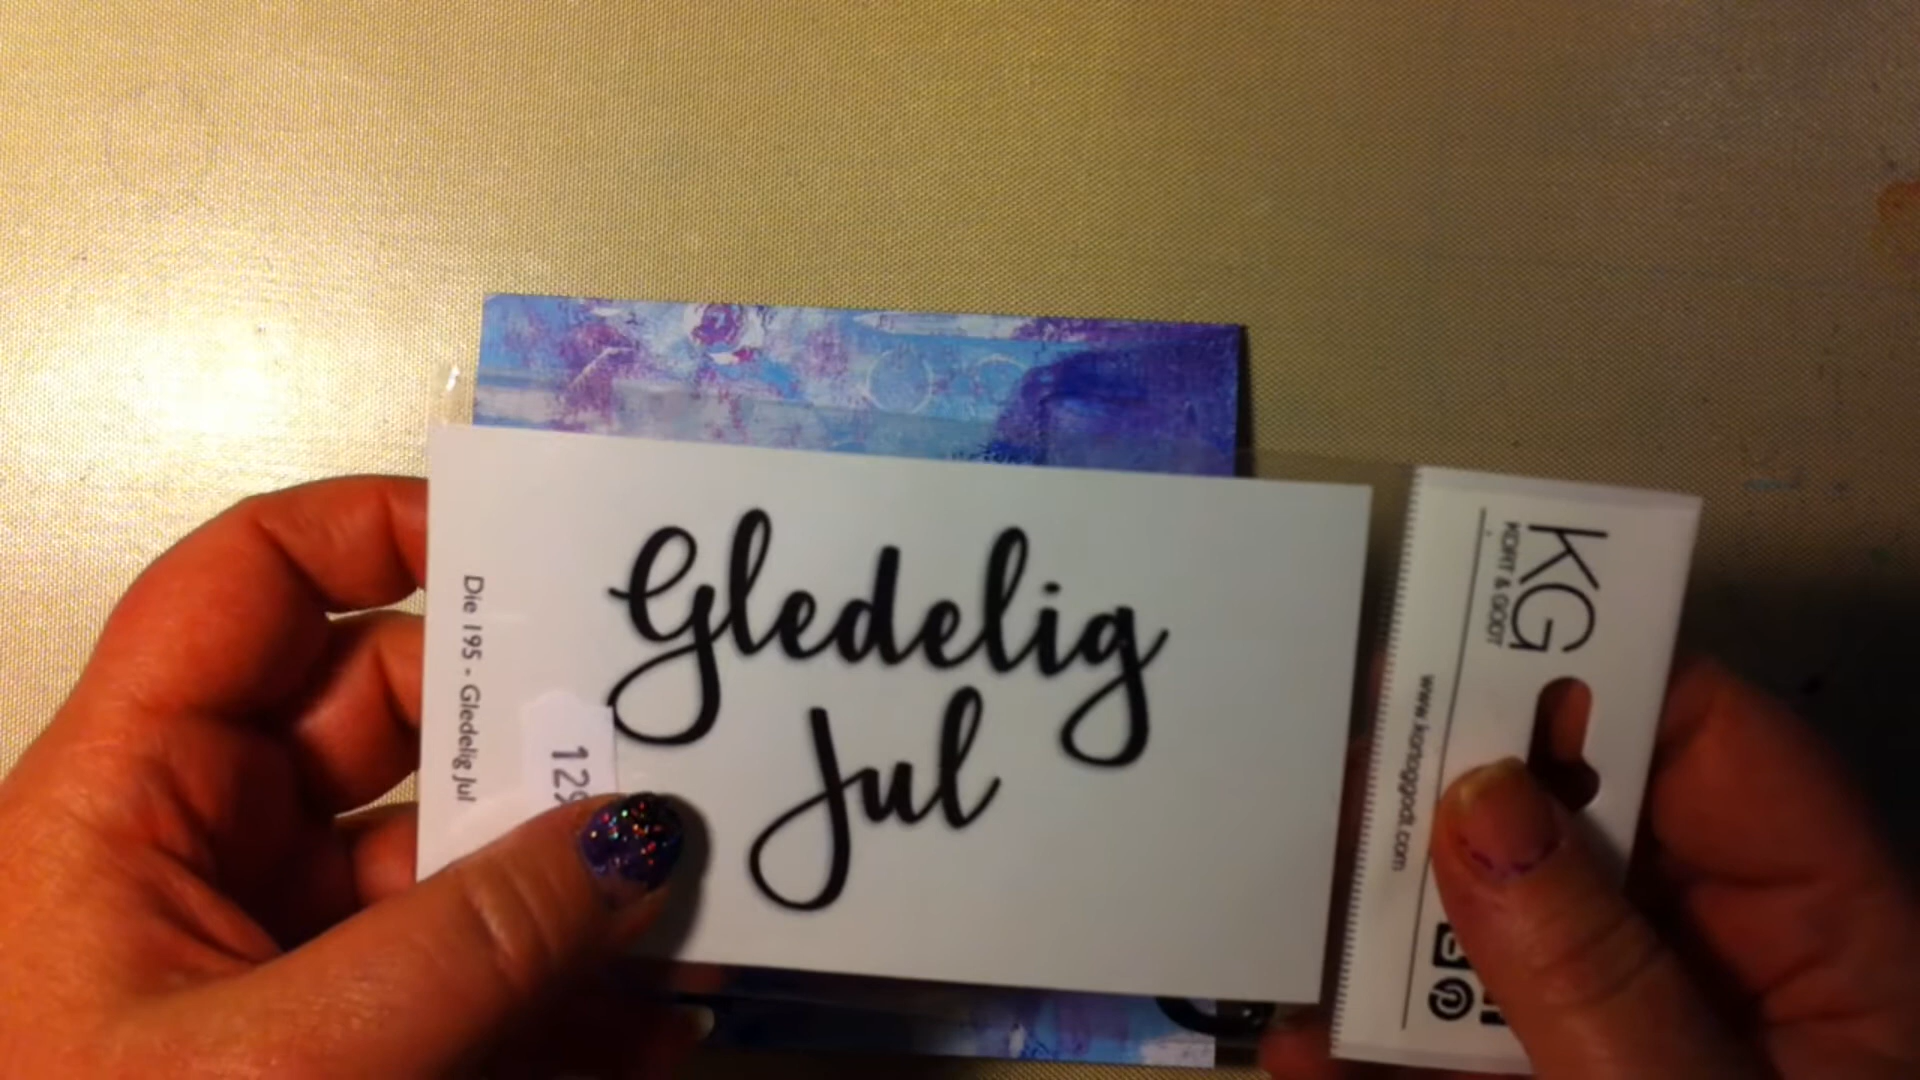 Gledelig
Jul
Die 195 - Gledelig Jul
KG
KORT & GODT
www.kortoggodt.com